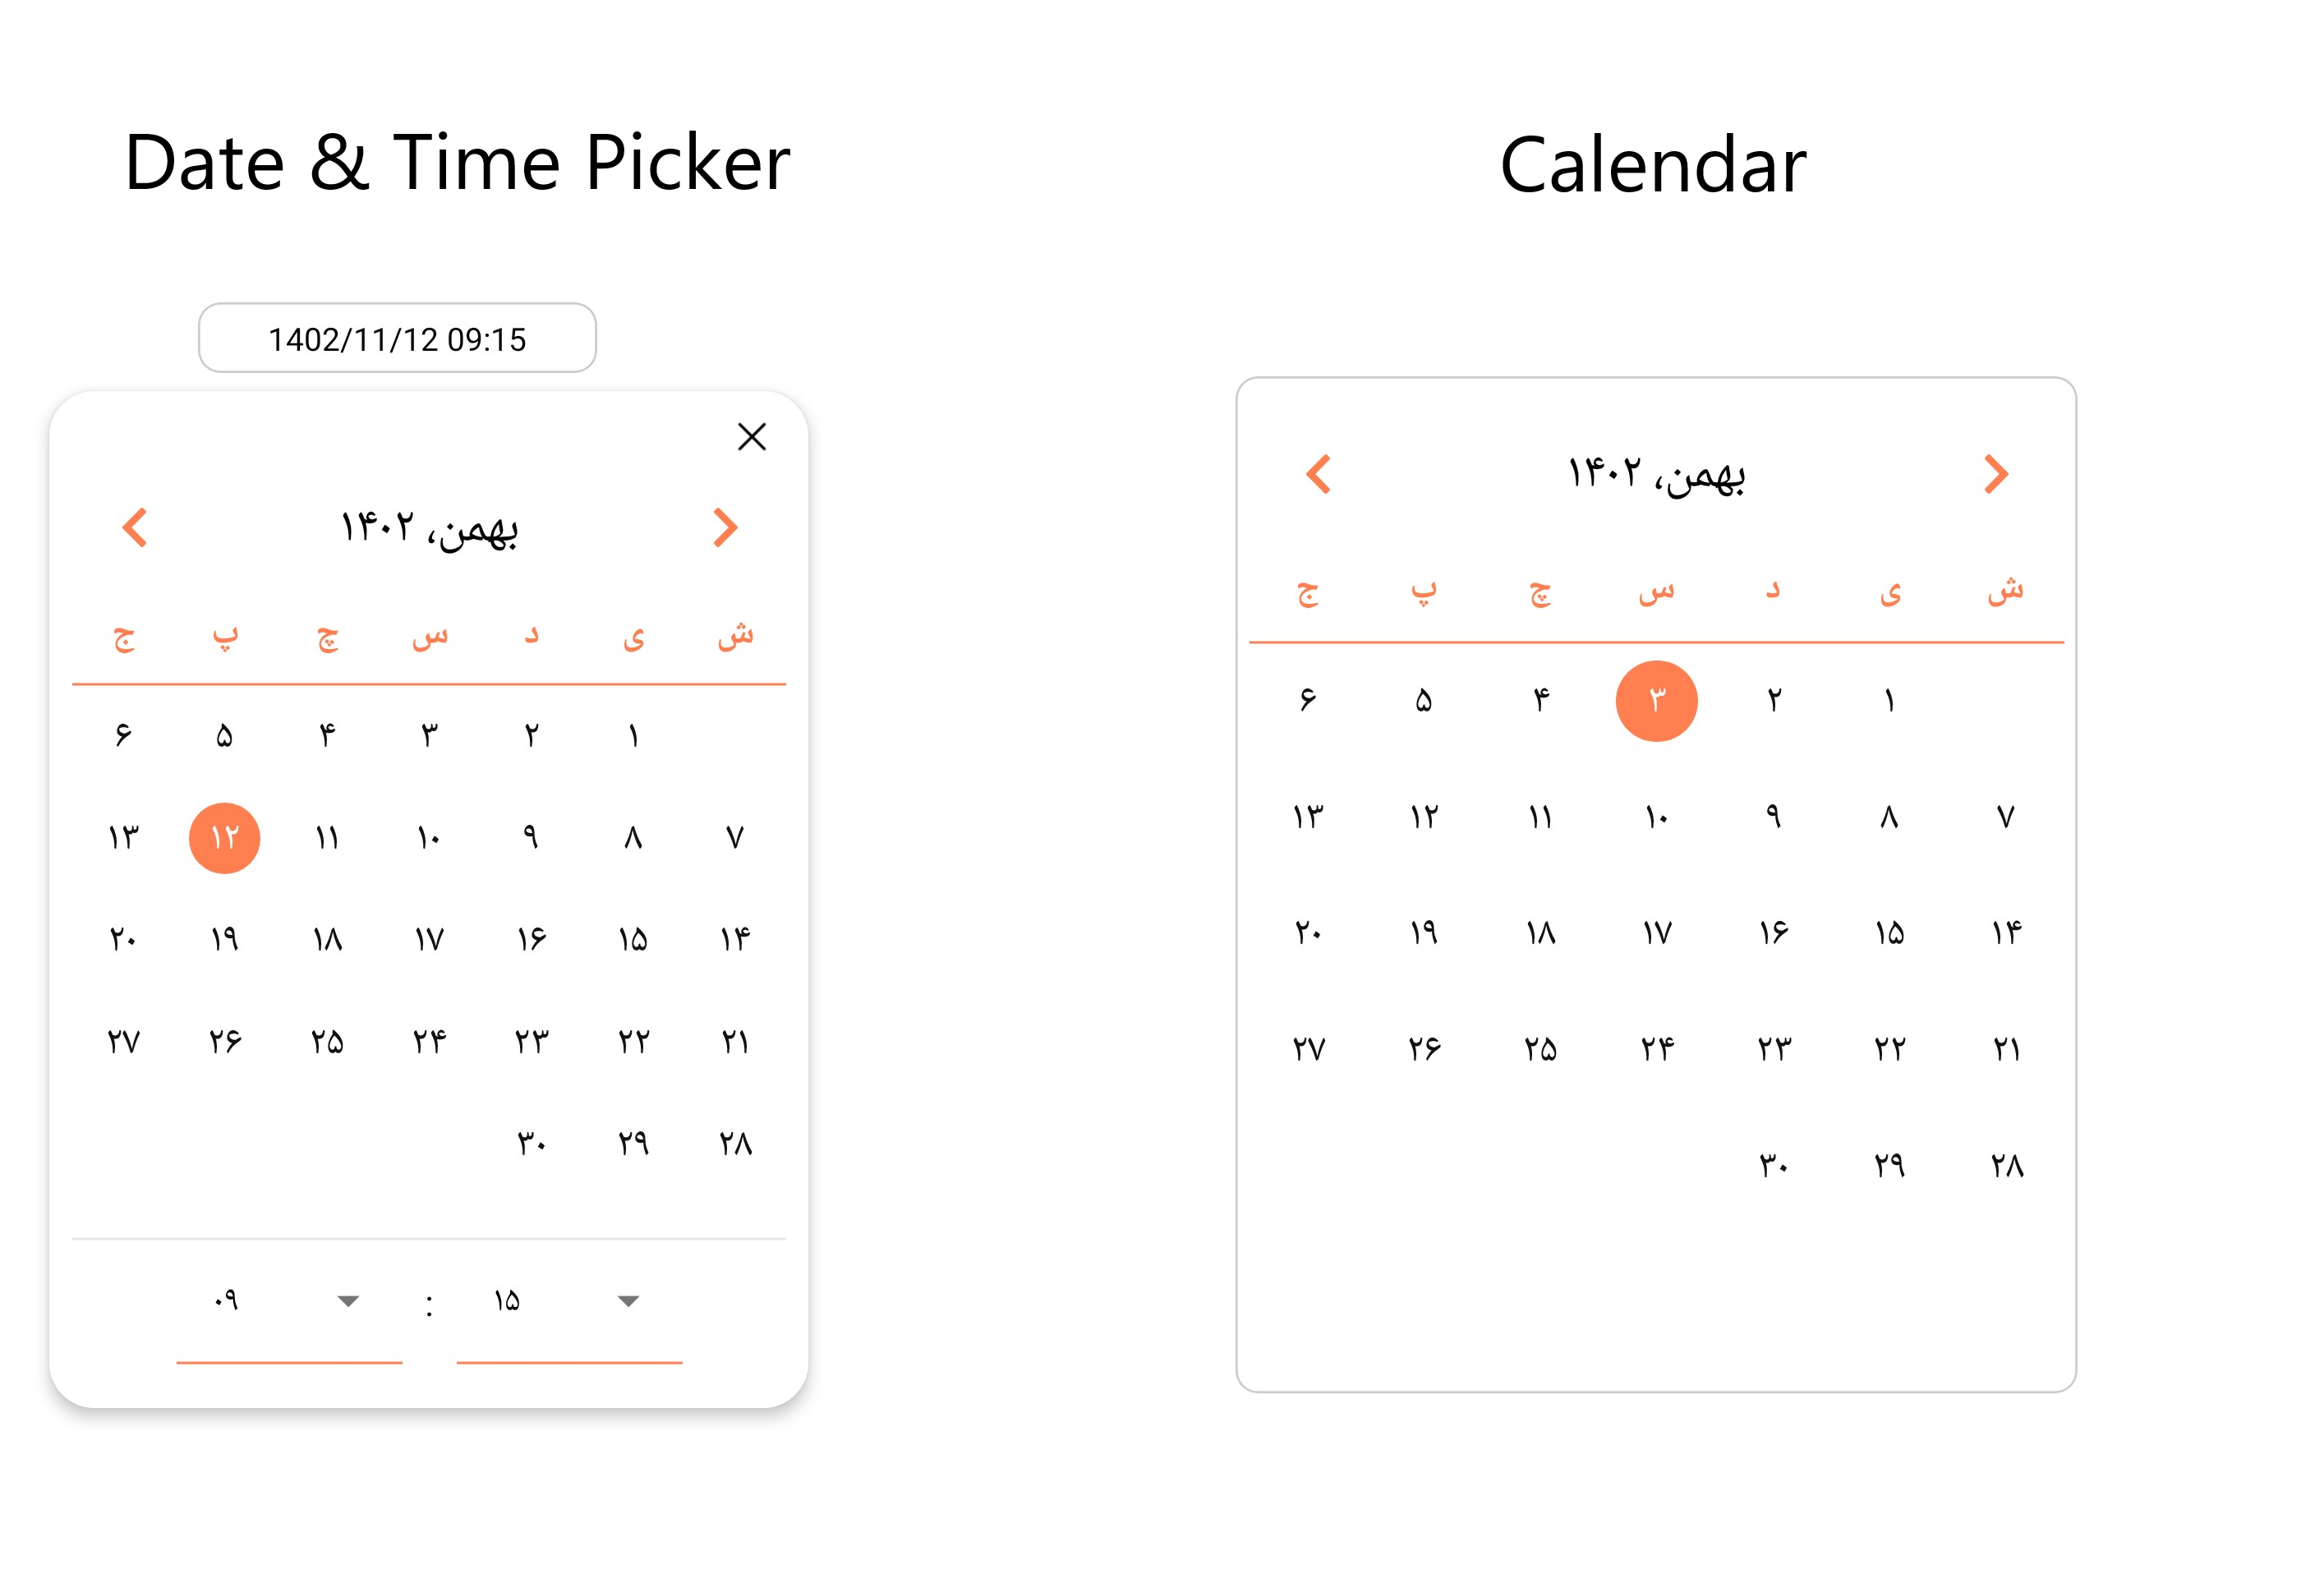 Date & Time Picker
1402/11/12 09:15
بهمن، ۱۴۰۲
ش ی د س چ پ ج
۱ ۲ ۳ ۴ ۵ ۶
۷ ۸ ۹ ۱۰ ۱۱ ۱۲ ۱۳
۱۴ ۱۵ ۱۶ ۱۷ ۱۸ ۱۹ ۲۰
۲۱ ۲۲ ۲۳ ۲۴ ۲۵ ۲۶ ۲۷
۲۸ ۲۹ ۳۰
۰۹ : ۱۵
Calendar
بهمن، ۱۴۰۲
ش ی د س چ پ ج
۱ ۲ ۳ ۴ ۵ ۶
۷ ۸ ۹ ۱۰ ۱۱ ۱۲ ۱۳
۱۴ ۱۵ ۱۶ ۱۷ ۱۸ ۱۹ ۲۰
۲۱ ۲۲ ۲۳ ۲۴ ۲۵ ۲۶ ۲۷
۲۸ ۲۹ ۳۰